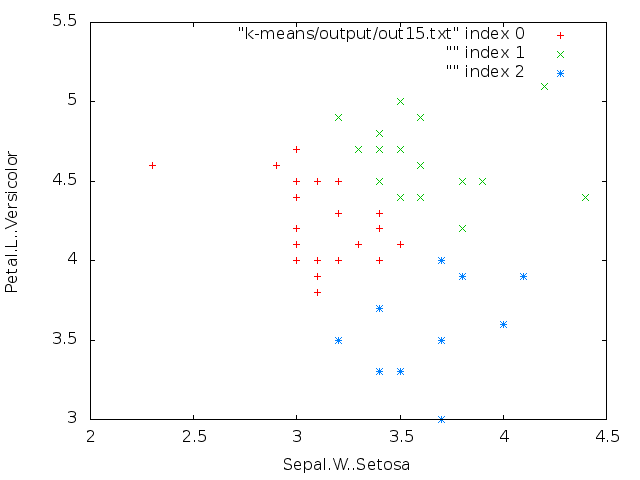 5.5
"k-means/output/out15.txt" index 0
"" index 1
"" index 2
5
4.5
4
3.5
3
Petal.L..Versicolor
2 2.5 3 3.5 4 4.5
Sepal.W..Setosa